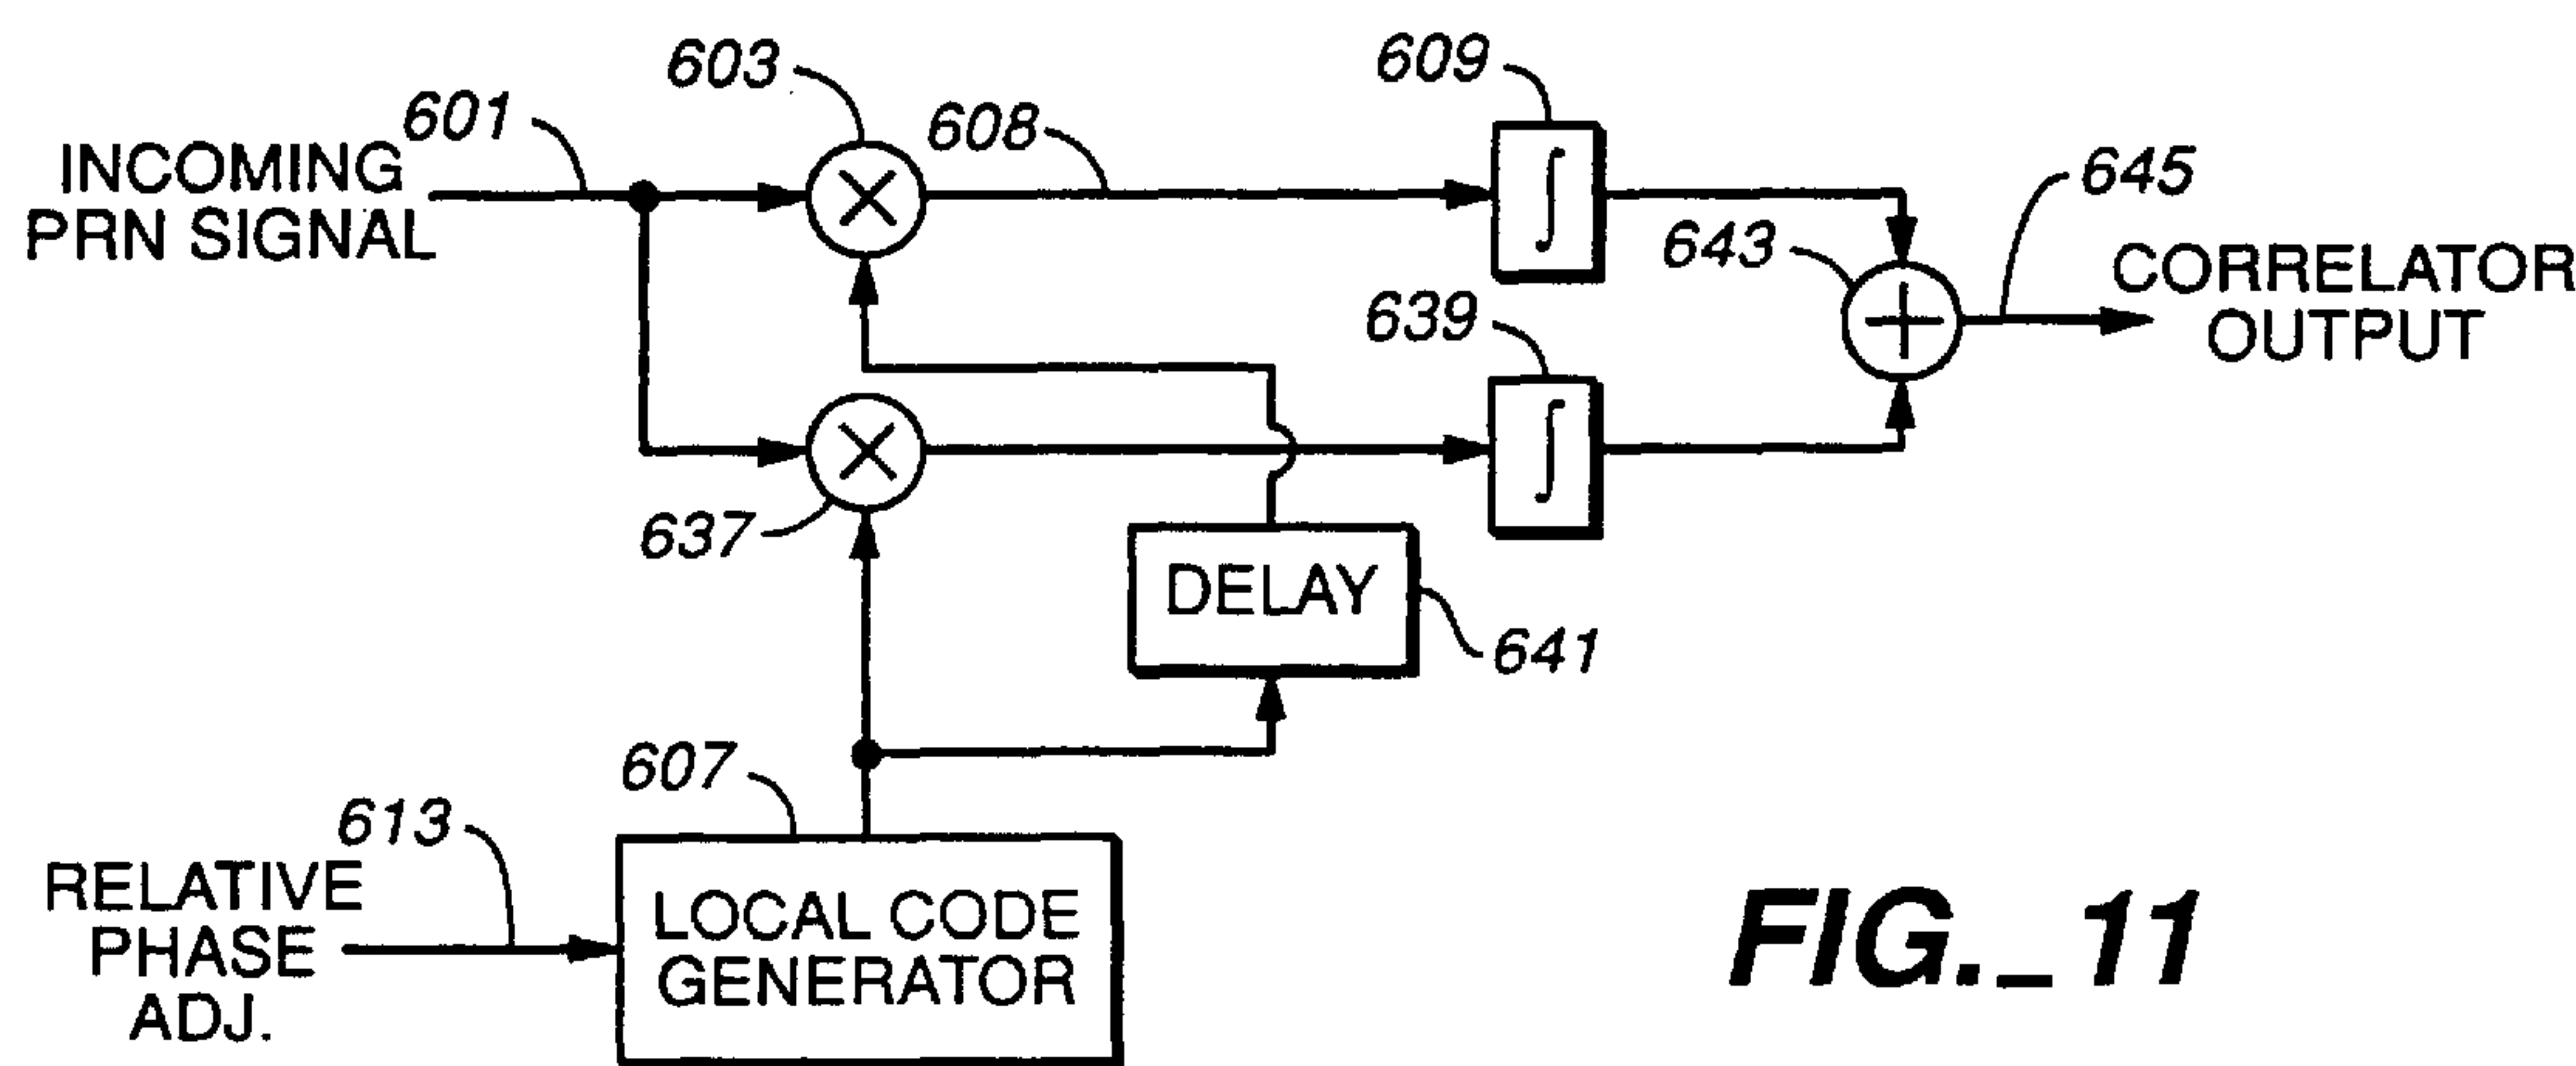 603
609
601
608
INCOMING
PRN SIGNAL
645
643
CORRELATOR
OUTPUT
639
637
DELAY
641
607
613
RELATIVE
PHASE
ADJ.
LOCAL CODE
GENERATOR
FIG._11